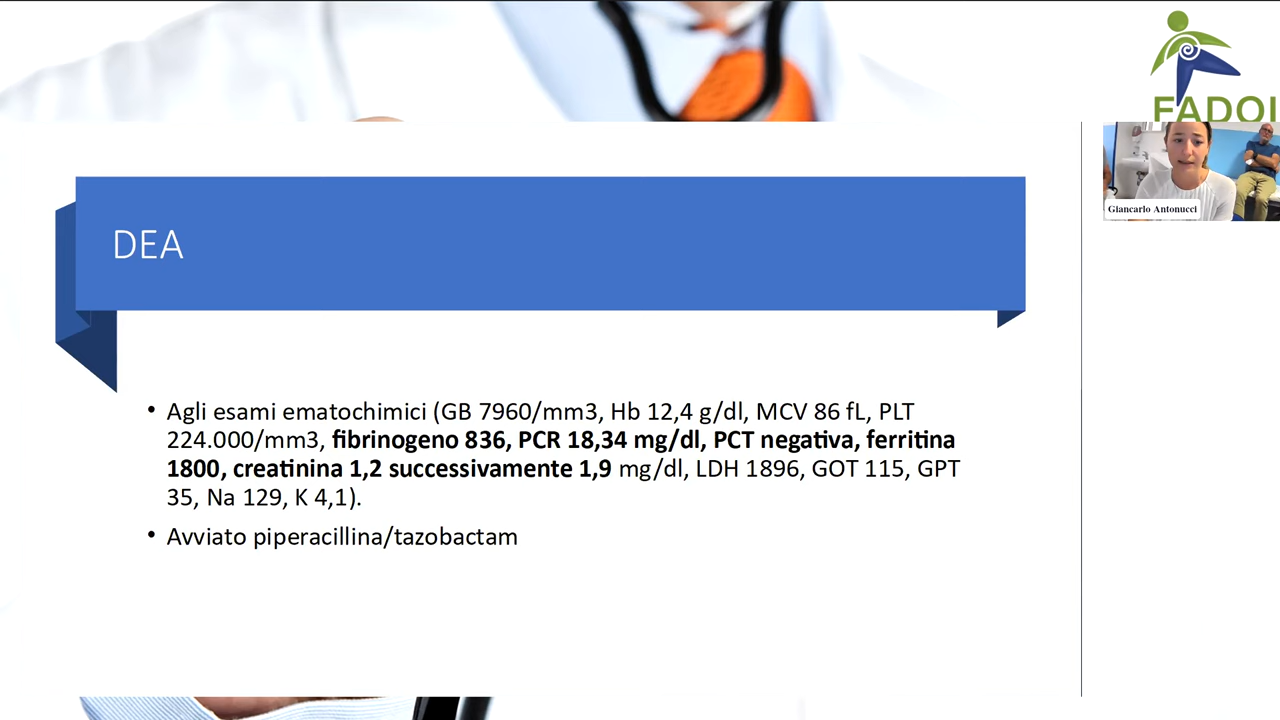 FADOI
Giancarlo Antonucci
DEA
• Agli esami ematochimici (GB 7960/mm3, Hb 12,4 g/dl, MCV 86 fL, PLT
224.000/mm3, fibrinogeno 836, PCR 18,34 mg/dl, PCT negativa, ferritina
1800, creatinina 1,2 successivamente 1,9 mg/dl, LDH 1896, GOT 115, GPT
35, Na 129, K 4,1).
• Avviato piperacillina/tazobactam